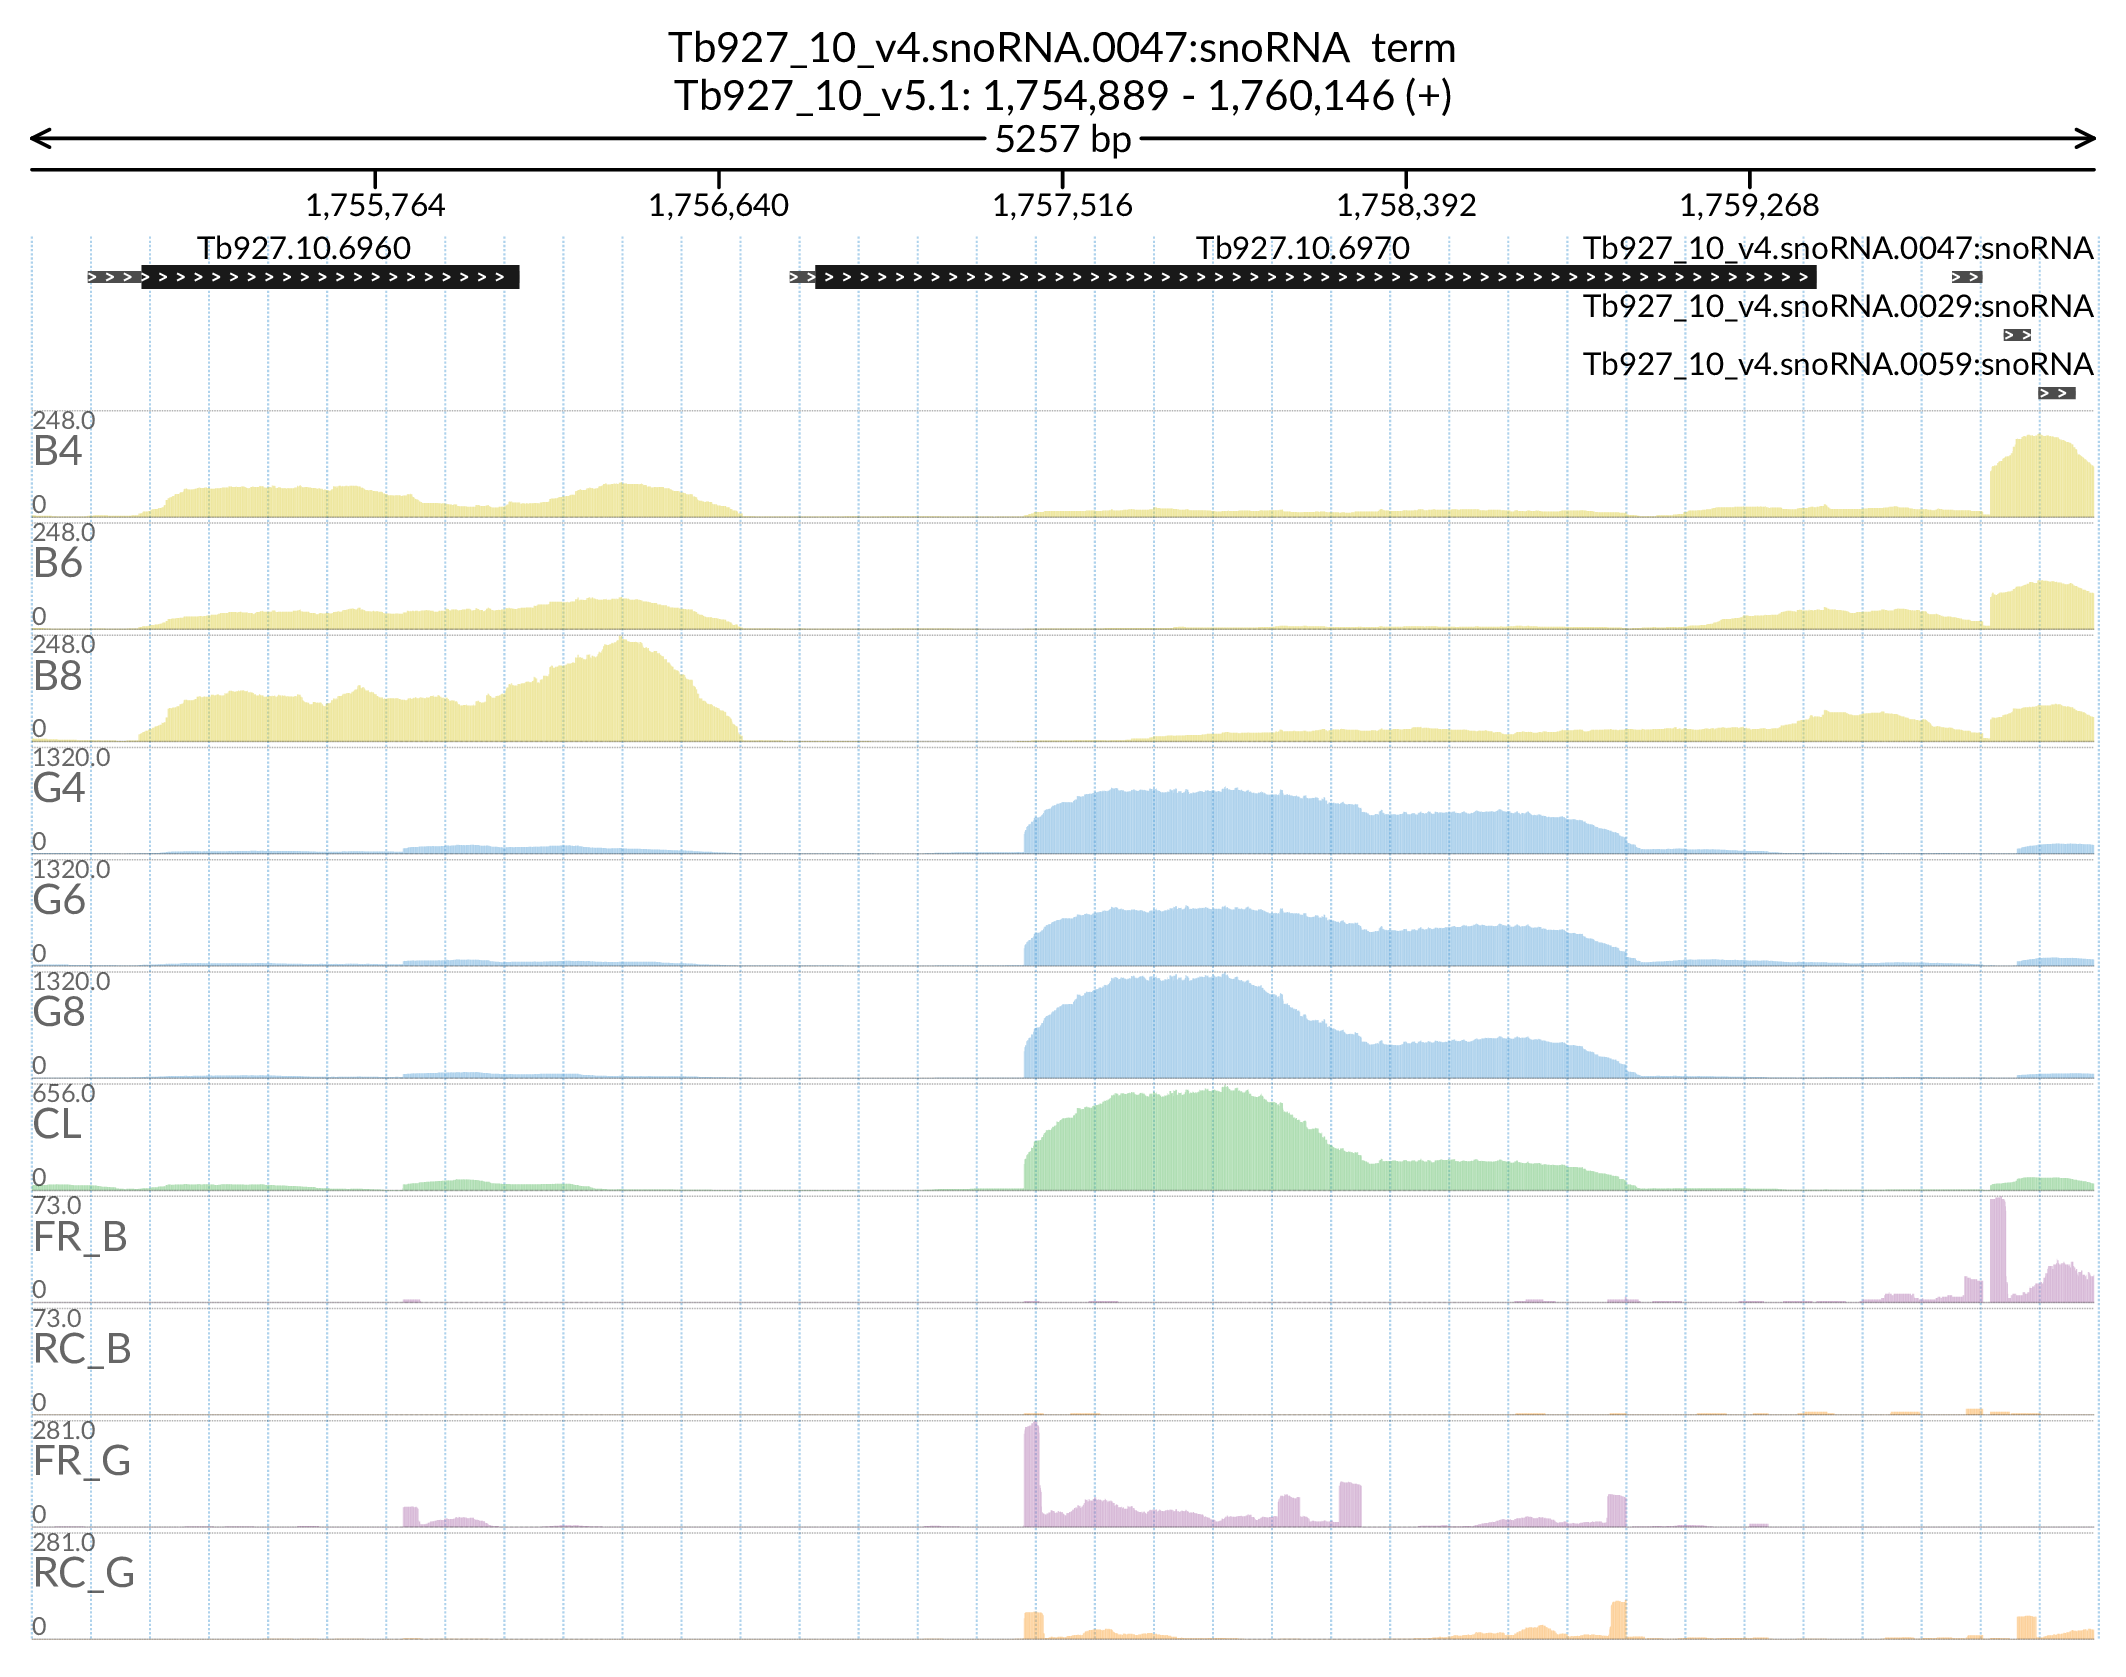 Tb927_10_v4.snoRNA.0047:snoRNA term
Tb927_10_v5.1: 1,754,889 - 1,760,146 (+)
5257 bp
1,755,764 1,756,640 1,757,516 1,758,392 1,759,268
Tb927.10.6960 Tb927.10.6970 Tb927_10_v4.snoRNA.0047:snoRNA
Tb927_10_v4.snoRNA.0029:snoRNA
Tb927_10_v4.snoRNA.0059:snoRNA
248.0
B4
0
248.0
B6
0
248.0
B8
0
1320.0
G4
0
1320.0
G6
0
1320.0
G8
0
656.0
CL
0
73.0
FR_B
0
73.0
RC_B
0
281.0
FR_G
0
281.0
RC_G
0